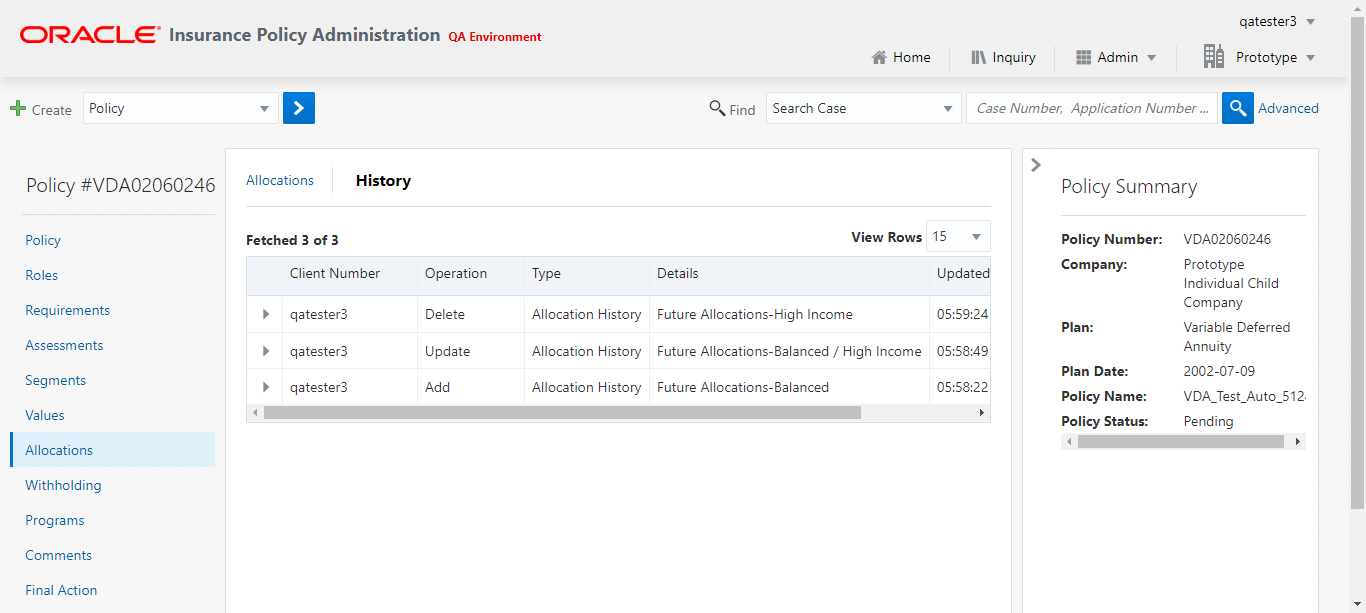 ORACLE Insurance Policy Administration QA Environment
qatester3
Home
Inquiry
Admin
Prototype
Create
Policy
Find
Search Case
Case Number, Application Number ...
Advanced
Policy #VDA02060246
Policy
Roles
Requirements
Assessments
Segments
Values
Allocations
Withholding
Programs
Comments
Final Action
Allocations
History
Fetched 3 of 3
View Rows 15
Client Number Operation Type Details Updated
qatester3 Delete Allocation History Future Allocations-High Income 05:59:24
qatester3 Update Allocation History Future Allocations-Balanced / High Income 05:58:49
qatester3 Add Allocation History Future Allocations-Balanced 05:58:22
Policy Summary
Policy Number: VDA02060246
Company: Prototype
Individual Child
Company
Plan: Variable Deferred
Annuity
Plan Date: 2002-07-09
Policy Name: VDA_Test_Auto_512
Policy Status: Pending